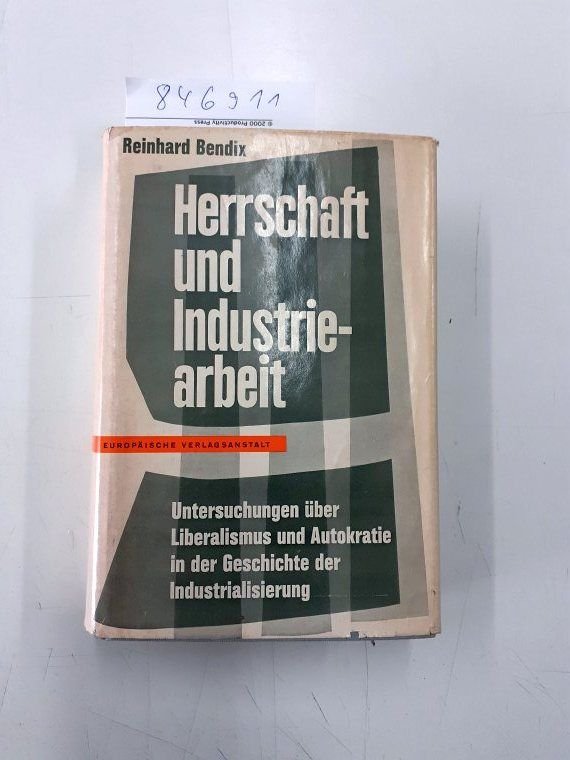 846911
© 2000 Productivity Press
Reinhard Bendix
Herrschaft
und
Industrie-
arbeit
EUROPÄISCHE VERLAGSANSTALT
Untersuchungen über
Liberalismus und Autokratie
in der Geschichte der
Industrialisierung